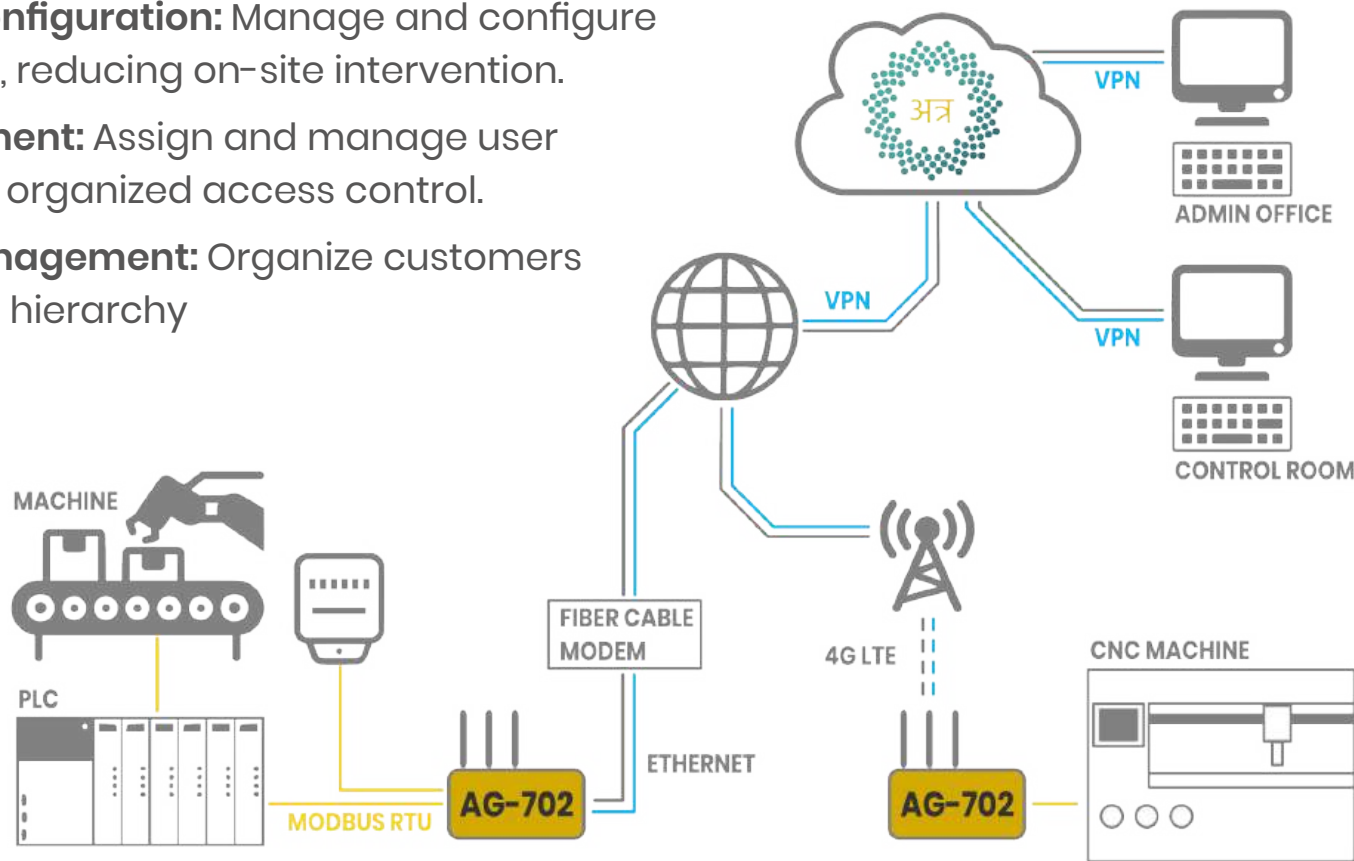 nfiguration: Manage and configure
, reducing on-site intervention.
nent: Assign and manage user
organized access control.
nagement: Organize customers
hierarchy
अत्र
VPN
ADMIN OFFICE
VPN
VPN
CONTROL ROOM
MACHINE
FIBER CABLE
MODEM
4G LTE
CNC MACHINE
PLC
ETHERNET
AG-702
AG-702
MODBUS RTU